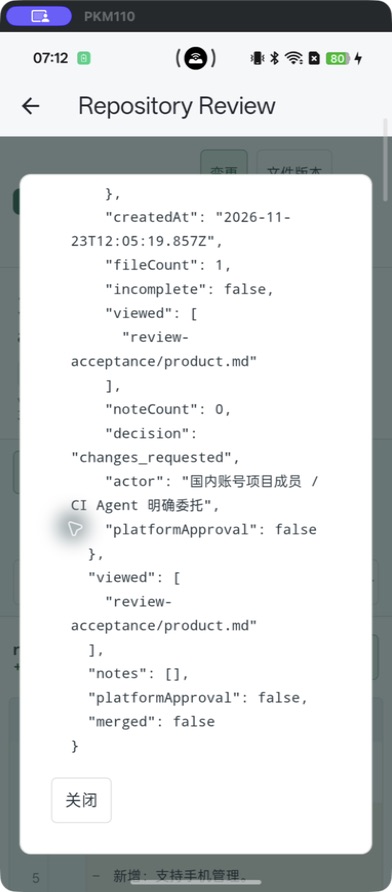 PKM110
07:12
80
Repository Review
变更 文件版本
},
"createdAt": "2026-11-
23T12:05:19.857Z",
"fileCount": 1,
"incomplete": false,
"viewed": [
"review-
acceptance/product.md"
],
"noteCount": 0,
"decision":
"changes_requested",
"actor": "国内账号项目成员 /
CI Agent 明确委托",
"platformApproval": false
},
"viewed": [
"review-
acceptance/product.md"
],
"notes": [],
"platformApproval": false,
"merged": false
}
关闭
5 – 新增：支持手机管理。